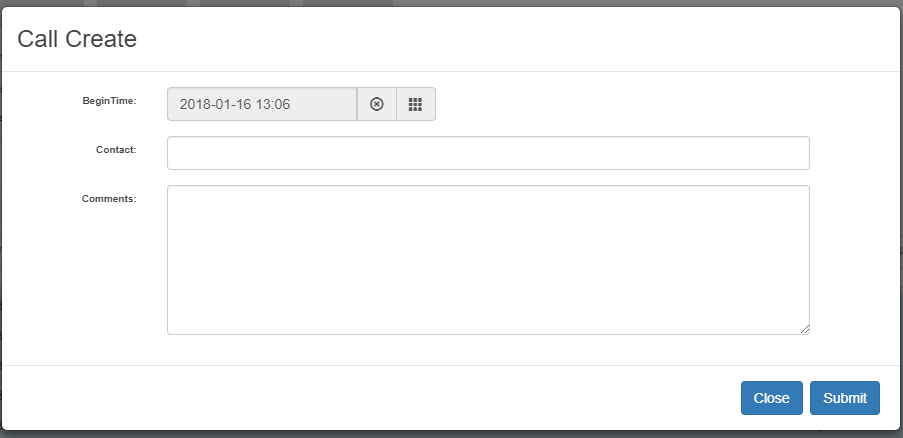 Call Create
BeginTime: 2018-01-16 13:06
Contact:
Comments:
Close Submit